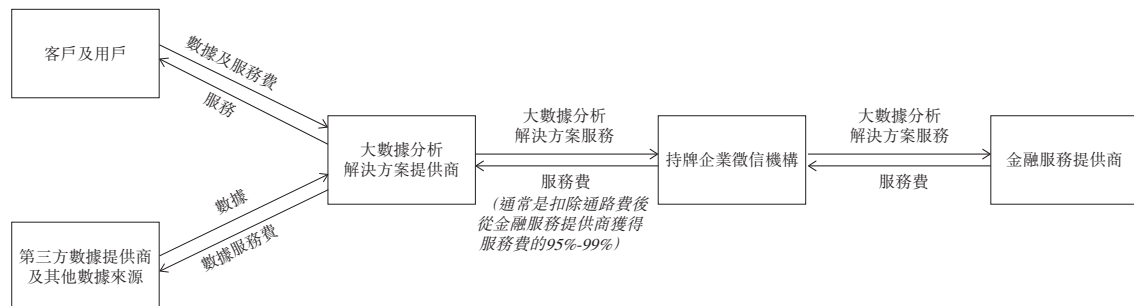 客戶及用戶
數據及服務費
服務
大數據分析
解決方案提供商
數據
數據服務費
第三方數據提供商
及其他數據來源
大數據分析
解決方案服務
服務費
(通常是扣除通路費後
從金融服務提供商獲得
服務費的95%-99%)
持牌企業徵信機構
大數據分析
解決方案服務
服務費
金融服務提供商